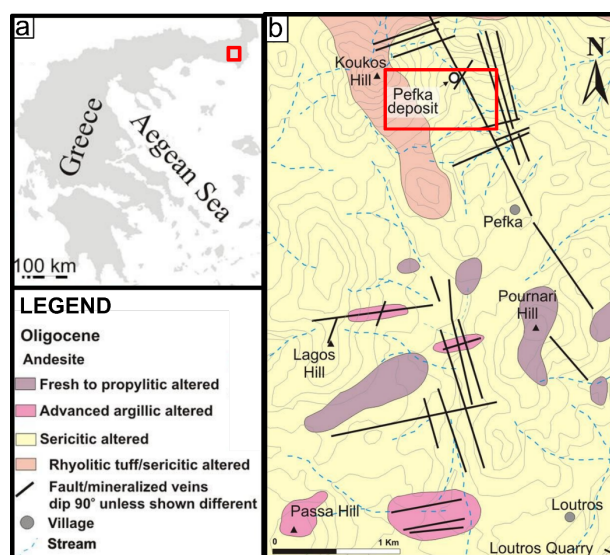 a
Greece
Aegean Sea
100 km
LEGEND
Oligocene
Andesite
Fresh to propylitic altered
Advanced argillic altered
Sericitic altered
Rhyolitic tuff/sericitic altered
Fault/mineralized veins
dip 90° unless shown different
Village
Stream
b
N
Koukos
Hill
Pefka
deposit
Pefka
Pournari
Hill
Lagos
Hill
Passa Hill
Loutros
0
1 Km
Loutros Quarry